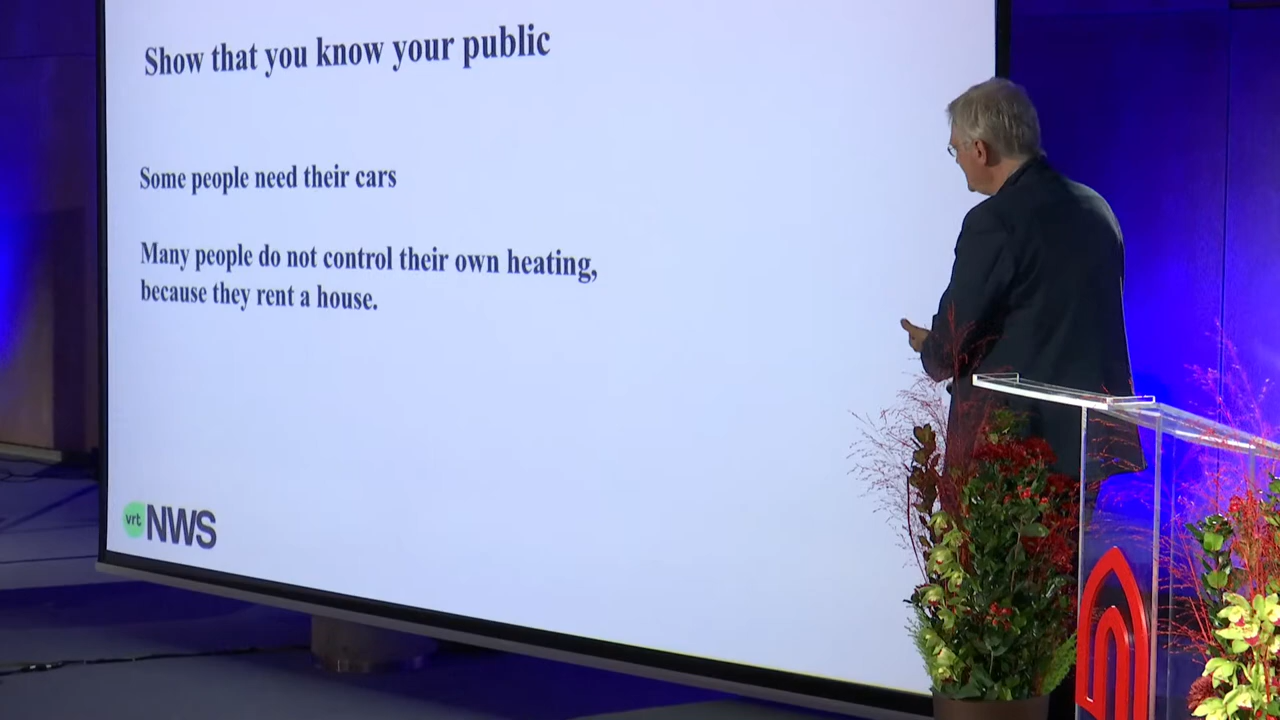 Show that you know your public
Some people need their cars
Many people do not control their own heating,
because they rent a house.
vrt NWS